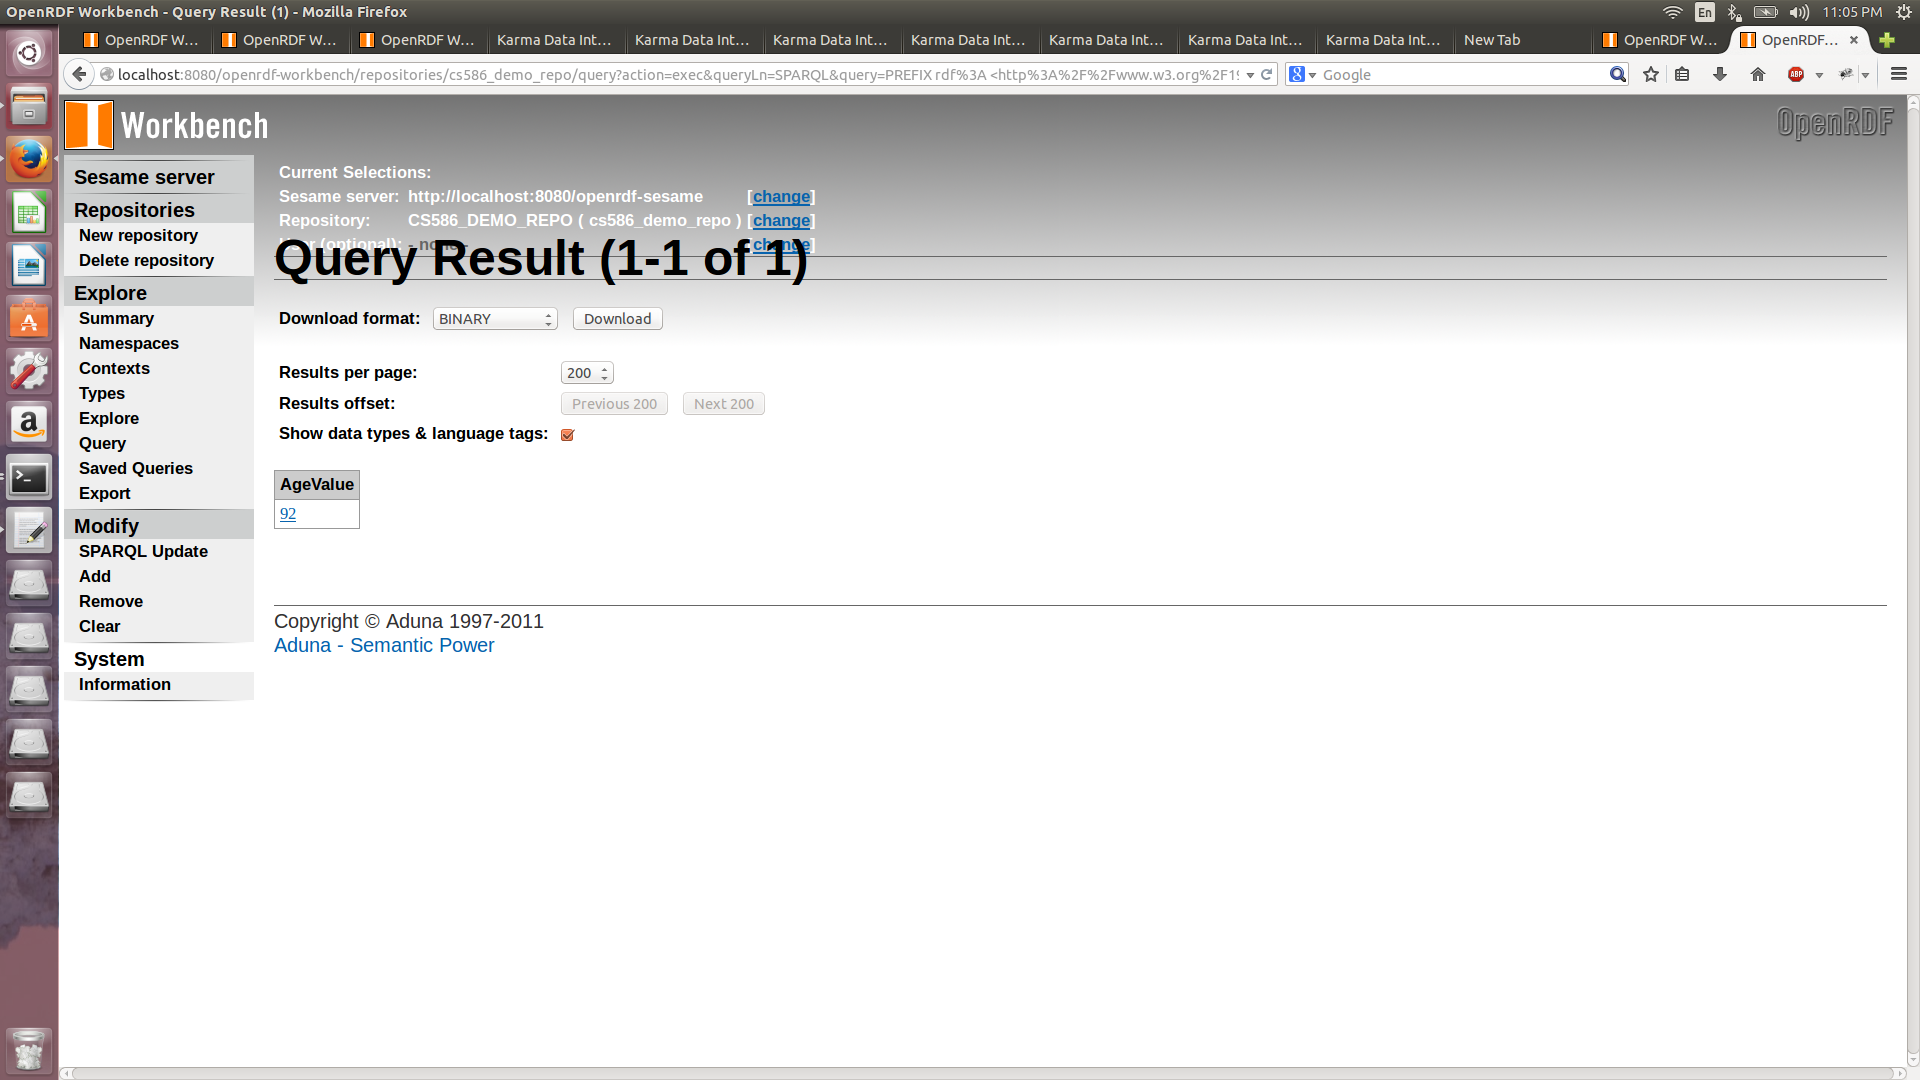 OpenRDF Workbench - Query Result (1) - Mozilla Firefox
En
11:05 PM
OpenRDF W...
OpenRDF W...
OpenRDF W...
Karma Data Int...
Karma Data Int...
Karma Data Int...
Karma Data Int...
Karma Data Int...
Karma Data Int...
Karma Data Int...
New Tab
OpenRDF W...
OpenRDF...
localhost:8080/openrdf-workbench/repositories/cs586_demo_repo/query?action=exec&queryLn=SPARQL&query=PREFIX rdf%3A <http%3A%2F%2Fwww.w3.org%2F19
8
Google
ABP
Workbench
OpenRDF
Sesame server
Repositories
New repository
Delete repository
Explore
Summary
Namespaces
Contexts
Types
Explore
Query
Saved Queries
Export
Modify
SPARQL Update
Add
Remove
Clear
System
Information
Current Selections:
Sesame server: http://localhost:8080/openrdf-sesame [change]
Repository: CS586_DEMO_REPO ( cs586_demo_repo ) [change]
(optional): - none - [change]
Query Result (1-1 of 1)
Download format: BINARY Download
Results per page: 200
Results offset: Previous 200 Next 200
Show data types & language tags:
AgeValue
92
Copyright © Aduna 1997-2011
Aduna - Semantic Power